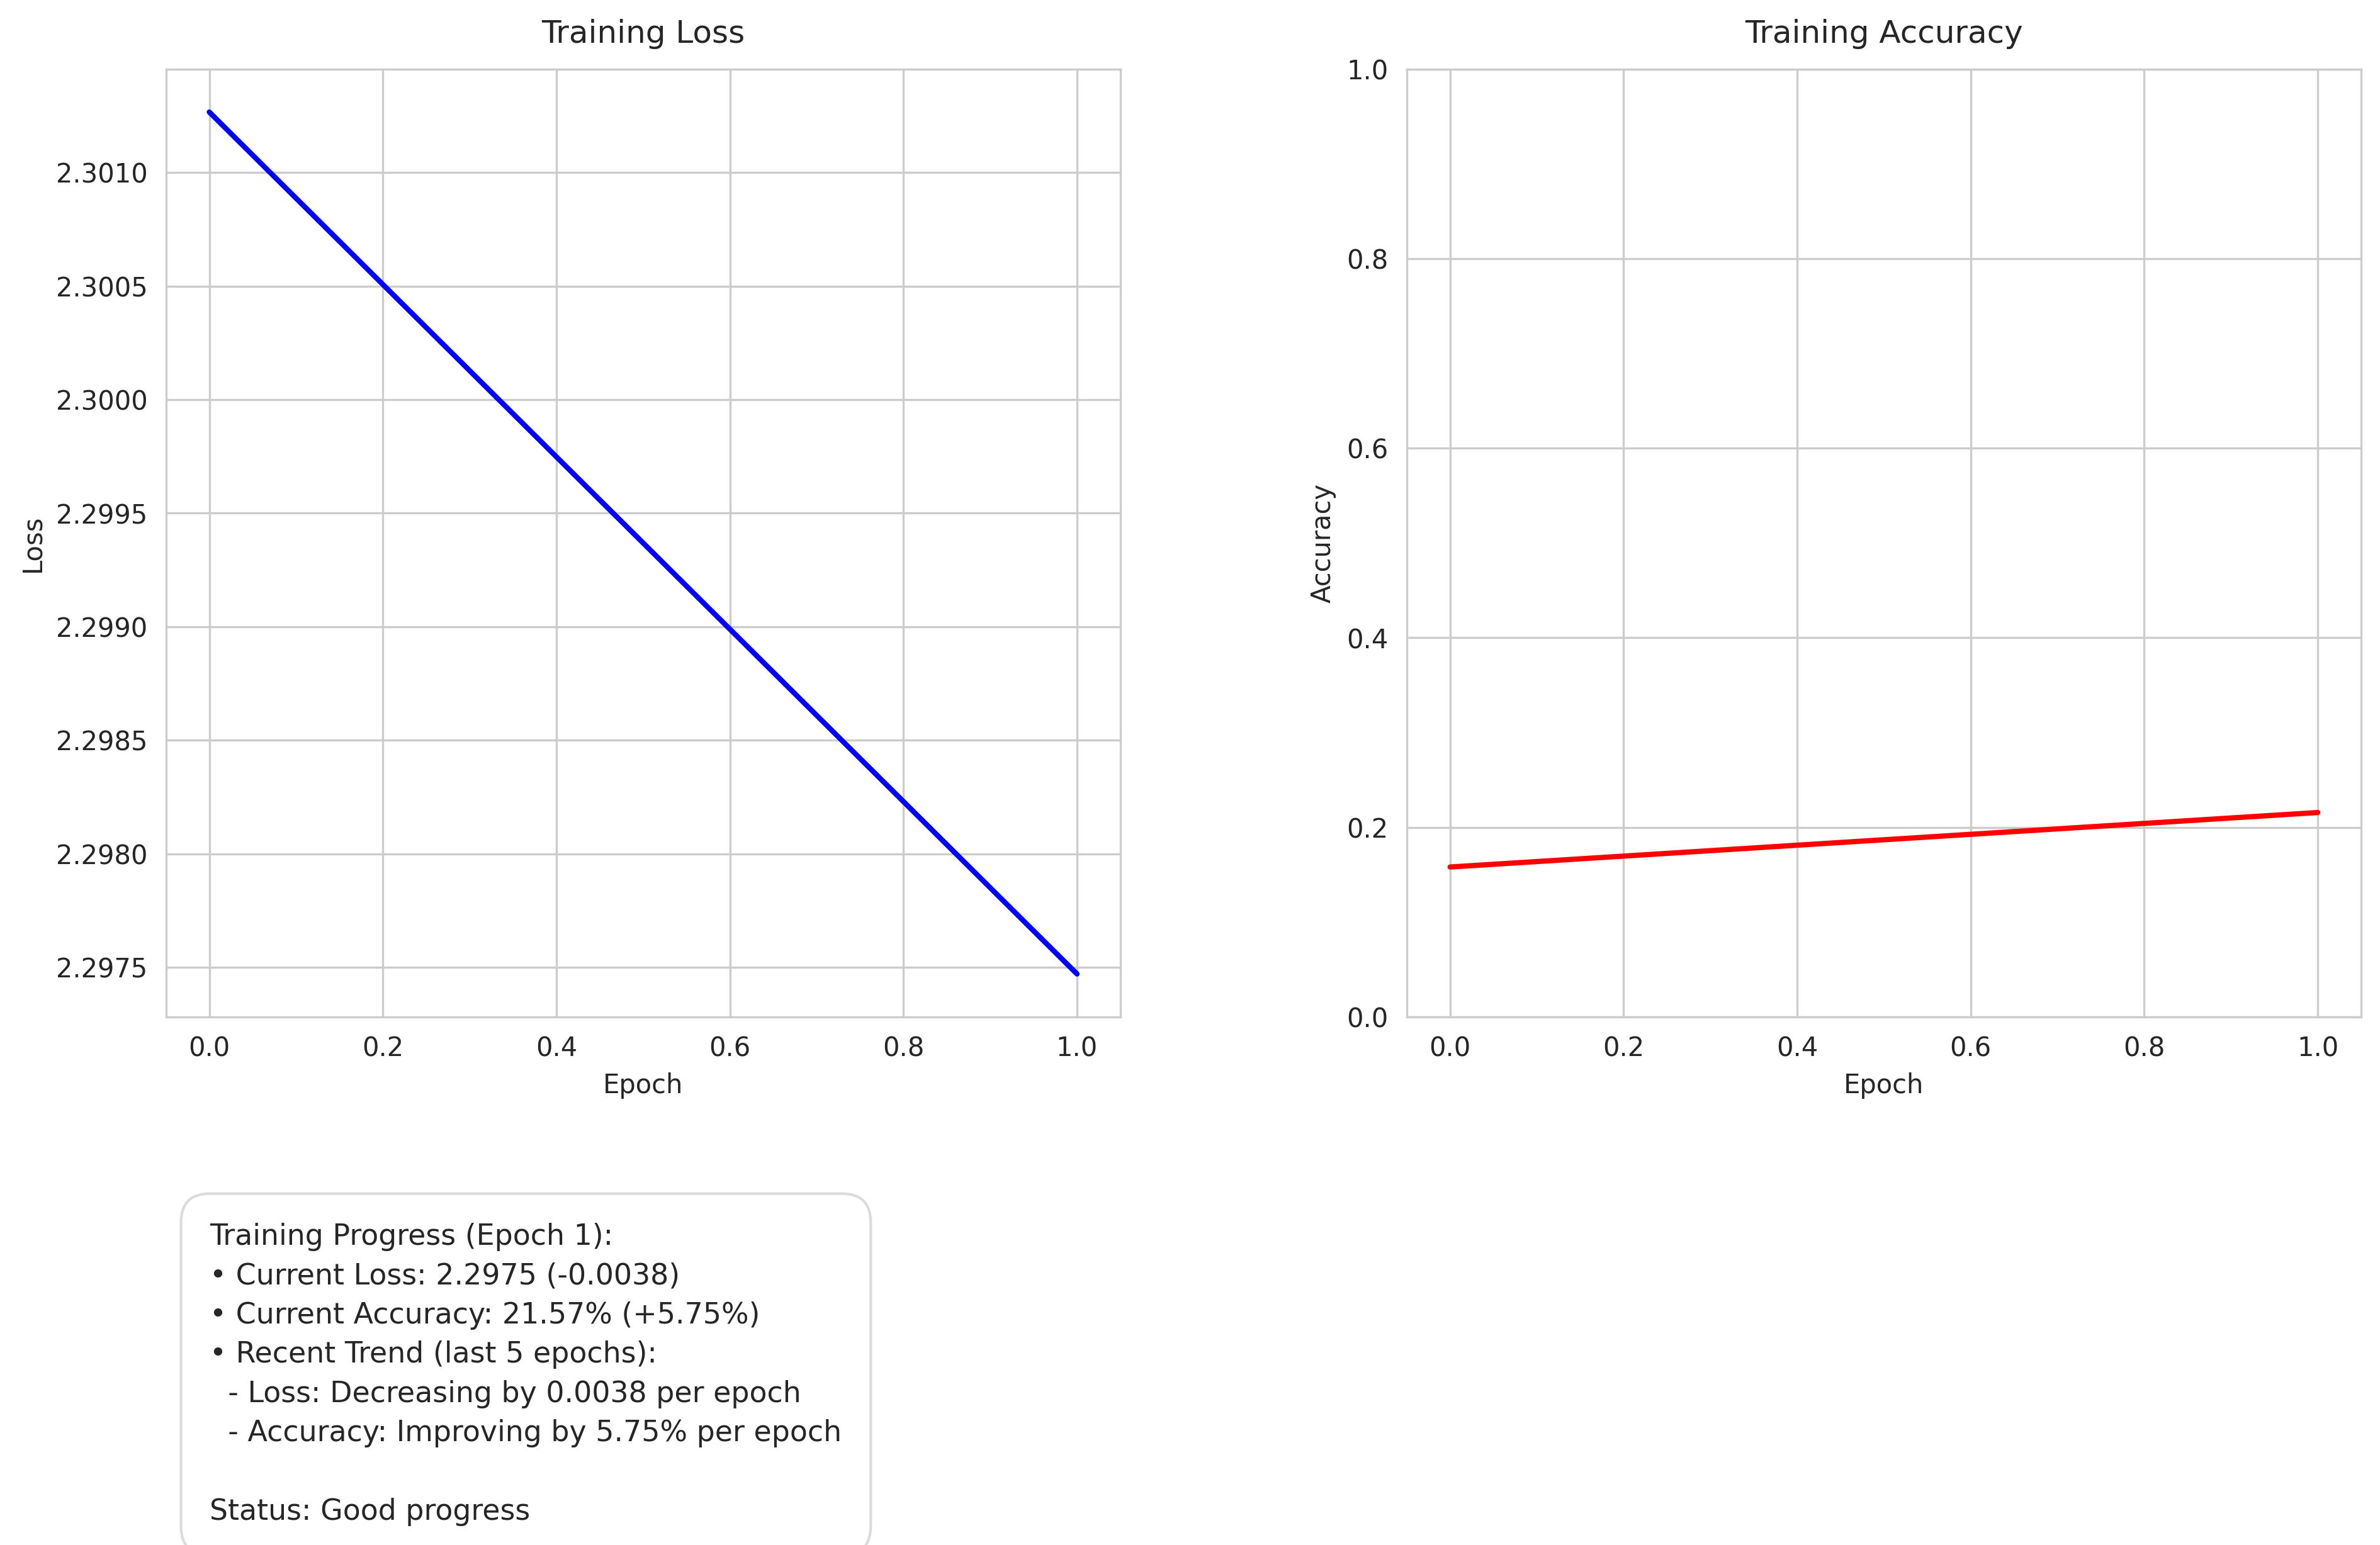 Training Loss
2.3010
2.3005
2.3000
2.2995
2.2990
2.2985
2.2980
2.2975
Loss
0.0 0.2 0.4 0.6 0.8 1.0
Epoch
Training Accuracy
1.0
0.8
0.6
0.4
0.2
0.0
Accuracy
0.0 0.2 0.4 0.6 0.8 1.0
Epoch
Training Progress (Epoch 1):
• Current Loss: 2.2975 (-0.0038)
• Current Accuracy: 21.57% (+5.75%)
• Recent Trend (last 5 epochs):
- Loss: Decreasing by 0.0038 per epoch
- Accuracy: Improving by 5.75% per epoch
Status: Good progress